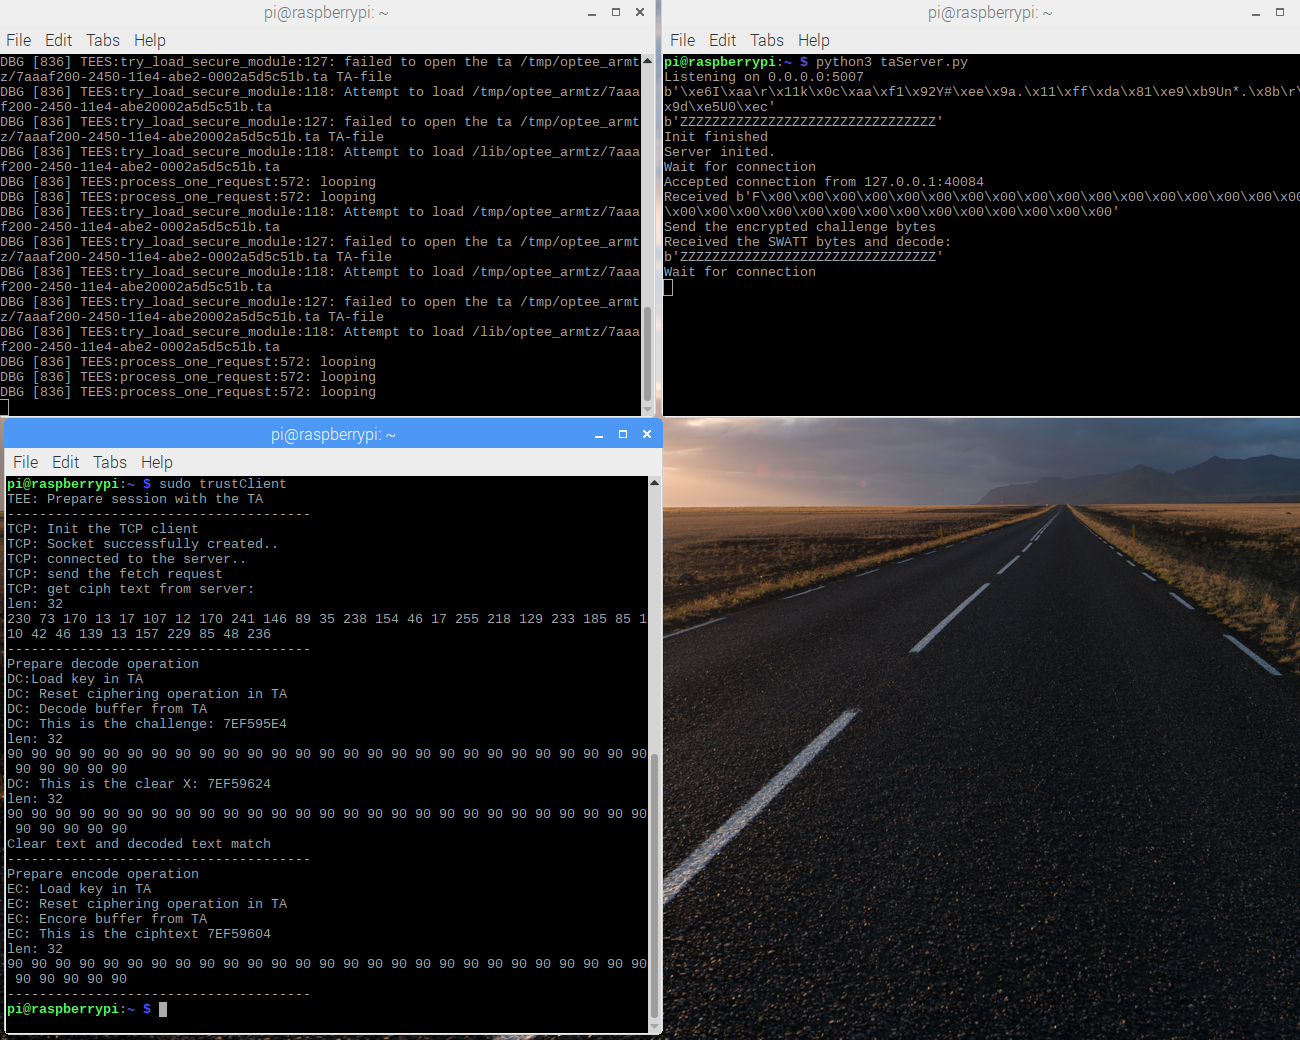 pi@raspberrypi: ~
File Edit Tabs Help
DBG [836] TEES:try_load_secure_module:127: failed to open the ta /tmp/optee_armt
z/7aaaf200-2450-11e4-abe2-0002a5d5c51b.ta TA-file
DBG [836] TEES:try_load_secure_module:118: Attempt to load /tmp/optee_armtz/7aaa
f200-2450-11e4-abe20002a5d5c51b.ta
DBG [836] TEES:try_load_secure_module:127: failed to open the ta /tmp/optee_armt
z/7aaaf200-2450-11e4-abe20002a5d5c51b.ta TA-file
DBG [836] TEES:try_load_secure_module:118: Attempt to load /lib/optee_armtz/7aaa
f200-2450-11e4-abe2-0002a5d5c51b.ta
DBG [836] TEES:process_one_request:572: looping
DBG [836] TEES:process_one_request:572: looping
DBG [836] TEES:try_load_secure_module:118: Attempt to load /tmp/optee_armtz/7aaa
f200-2450-11e4-abe2-0002a5d5c51b.ta
DBG [836] TEES:try_load_secure_module:127: failed to open the ta /tmp/optee_armt
z/7aaaf200-2450-11e4-abe2-0002a5d5c51b.ta TA-file
DBG [836] TEES:try_load_secure_module:118: Attempt to load /tmp/optee_armtz/7aaa
f200-2450-11e4-abe20002a5d5c51b.ta
DBG [836] TEES:try_load_secure_module:127: failed to open the ta /tmp/optee_armt
z/7aaaf200-2450-11e4-abe20002a5d5c51b.ta TA-file
DBG [836] TEES:try_load_secure_module:118: Attempt to load /lib/optee_armtz/7aaa
f200-2450-11e4-abe2-0002a5d5c51b.ta
DBG [836] TEES:process_one_request:572: looping
DBG [836] TEES:process_one_request:572: looping
DBG [836] TEES:process_one_request:572: looping
pi@raspberrypi: ~
File Edit Tabs Help
pi@raspberrypi:~ $ python3 taServer.py
Listening on 0.0.0.0:5007
b'\xe6I\xaa\r\x11k\x0c\xaa\xf1\x92Y#\xee\x9a.\x11\xff\xda\x81\xe9\xb9Un*.\x8b\r\
x9d\xe5U0\xec'
b'ZZZZZZZZZZZZZZZZZZZZZZZZZZZZZZZZ'
Init finished
Server inited.
Wait for connection
Accepted connection from 127.0.0.1:40084
Received b'F\x00\x00\x00\x00\x00\x00\x00\x00\x00\x00\x00\x00\x00\x00\x00\x00
\x00\x00\x00\x00\x00\x00\x00\x00\x00\x00\x00\x00\x00\x00'
Send the encrypted challenge bytes
Received the SWATT bytes and decode:
b'ZZZZZZZZZZZZZZZZZZZZZZZZZZZZZZZZ'
Wait for connection
pi@raspberrypi: ~
File Edit Tabs Help
pi@raspberrypi:~ $ sudo trustClient
TEE: Prepare session with the TA
--------------------------------------
TCP: Init the TCP client
TCP: Socket successfully created..
TCP: connected to the server..
TCP: send the fetch request
TCP: get ciph text from server:
len: 32
230 73 170 13 17 107 12 170 241 146 89 35 238 154 46 17 255 218 129 233 185 85 1
10 42 46 139 13 157 229 85 48 236
--------------------------------------
Prepare decode operation
DC:Load key in TA
DC: Reset ciphering operation in TA
DC: Decode buffer from TA
DC: This is the challenge: 7EF595E4
len: 32
90 90 90 90 90 90 90 90 90 90 90 90 90 90 90 90 90 90 90 90 90 90 90 90 90 90 90
90 90 90 90 90
DC: This is the clear X: 7EF59624
len: 32
90 90 90 90 90 90 90 90 90 90 90 90 90 90 90 90 90 90 90 90 90 90 90 90 90 90 90
90 90 90 90 90
Clear text and decoded text match
--------------------------------------
Prepare encode operation
EC: Load key in TA
EC: Reset ciphering operation in TA
EC: Encore buffer from TA
EC: This is the ciphtext 7EF59604
len: 32
90 90 90 90 90 90 90 90 90 90 90 90 90 90 90 90 90 90 90 90 90 90 90 90 90 90 90
90 90 90 90 90
--------------------------------------
pi@raspberrypi:~ $